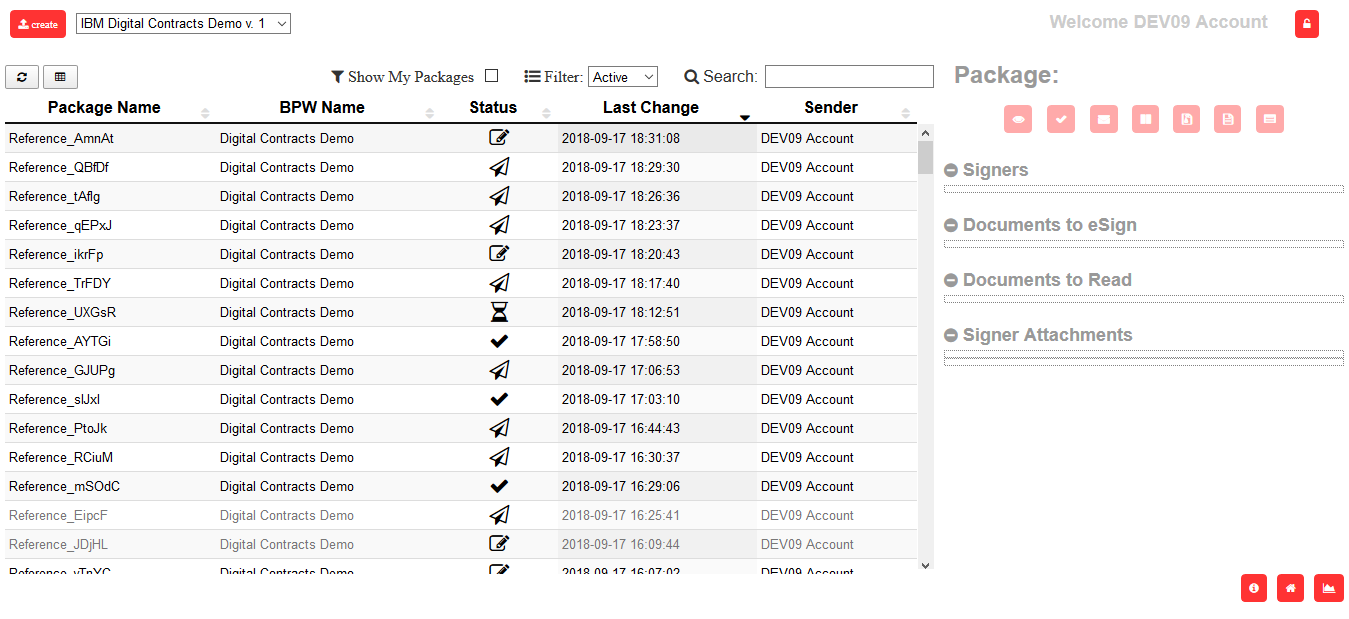 create IBM Digital Contracts Demo v. 1 Welcome DEV09 Account
Show My Packages Filter: Active Search: Package:
Package Name BPW Name Status Last Change Sender
Reference_AmnAt Digital Contracts Demo 2018-09-17 18:31:08 DEV09 Account
Reference_QBfDf Digital Contracts Demo 2018-09-17 18:29:30 DEV09 Account
Reference_tAflg Digital Contracts Demo 2018-09-17 18:26:36 DEV09 Account
Reference_qEPxJ Digital Contracts Demo 2018-09-17 18:23:37 DEV09 Account
Reference_ikrFp Digital Contracts Demo 2018-09-17 18:20:43 DEV09 Account
Reference_TrFDY Digital Contracts Demo 2018-09-17 18:17:40 DEV09 Account
Reference_UXGsR Digital Contracts Demo 2018-09-17 18:12:51 DEV09 Account
Reference_AYTGi Digital Contracts Demo 2018-09-17 17:58:50 DEV09 Account
Reference_GJUPg Digital Contracts Demo 2018-09-17 17:06:53 DEV09 Account
Reference_slJxl Digital Contracts Demo 2018-09-17 17:03:10 DEV09 Account
Reference_PtoJk Digital Contracts Demo 2018-09-17 16:44:43 DEV09 Account
Reference_RCiuM Digital Contracts Demo 2018-09-17 16:30:37 DEV09 Account
Reference_mSOdC Digital Contracts Demo 2018-09-17 16:29:06 DEV09 Account
Reference_EipcF Digital Contracts Demo 2018-09-17 16:25:41 DEV09 Account
Reference_JDjHL Digital Contracts Demo 2018-09-17 16:09:44 DEV09 Account
Digital Contracts Demo 2018-09-17 16:07:02 DEV09 Account
Signers
Documents to eSign
Documents to Read
Signer Attachments